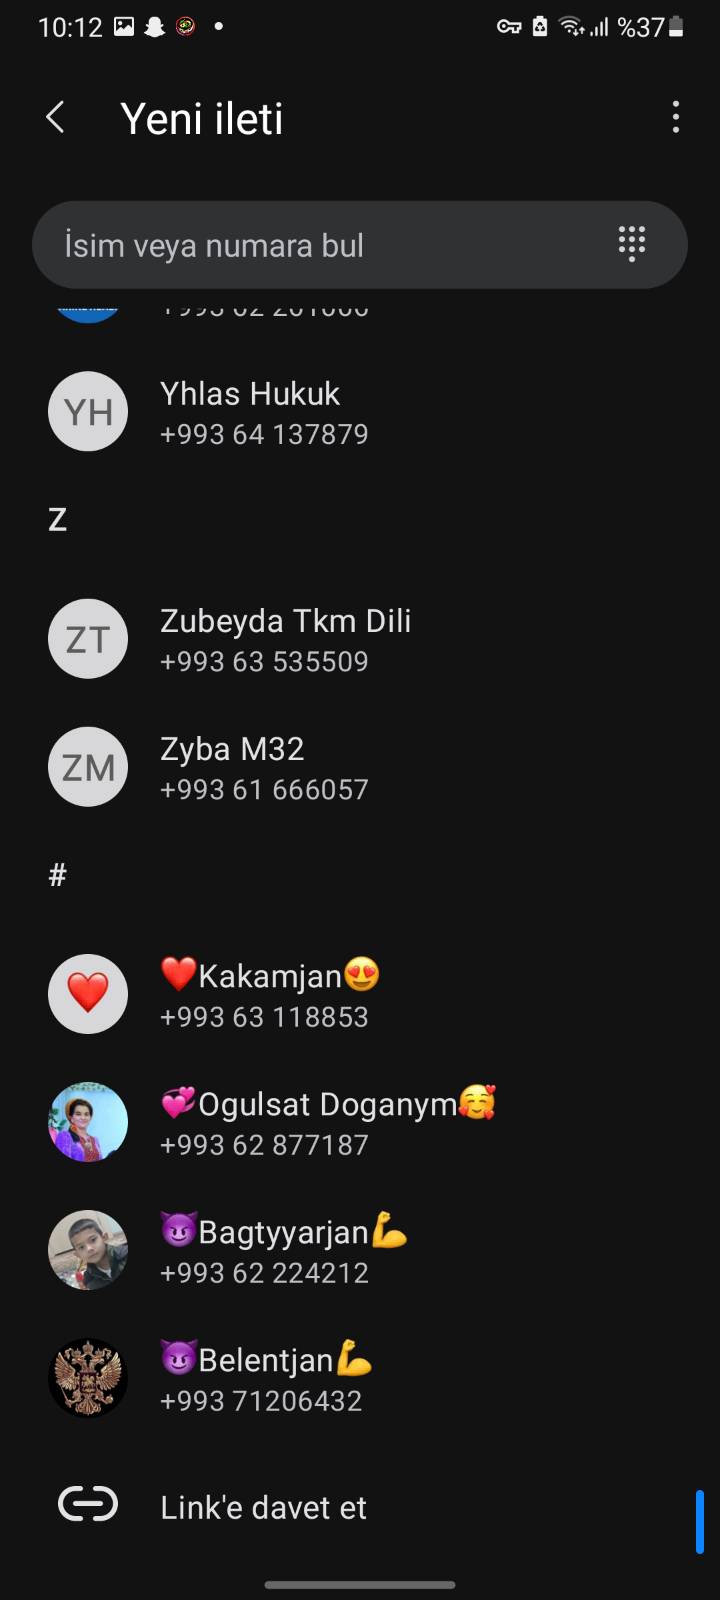 10:12
%37
Yeni ileti
İsim veya numara bul
YH
Yhlas Hukuk
+993 64 137879
Z
ZT
Zubeyda Tkm Dili
+993 63 535509
ZM
Zyba M32
+993 61 666057
#
❤️Kakamjan😍
+993 63 118853
💞Ogulsat Doganym🥰
+993 62 877187
😈Bagtyyarjan💪
+993 62 224212
😈Belentjan💪
+993 71206432
Link'e davet et